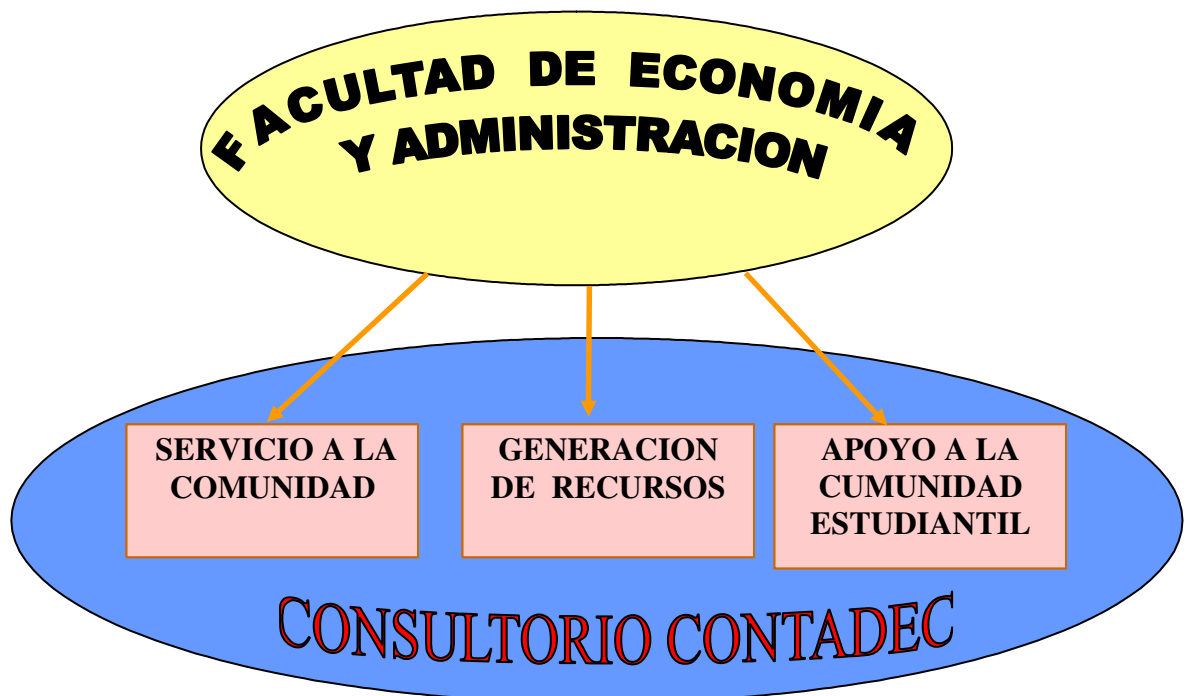 FACULTAD DE ECONOMIA
Y ADMINISTRACION
SERVICIO A LA
COMUNIDAD
GENERACION
DE RECURSOS
APOYO A LA
CUMUNIDAD
ESTUDIANTIL
CONSULTORIO CONTADEC